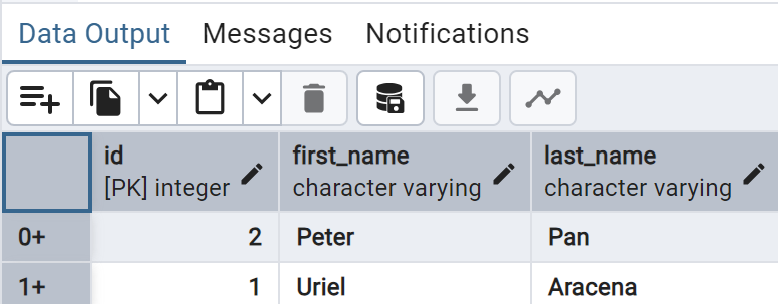 Data Output Messages Notifications
id first_name last_name
[PK] integer character varying character varying
0+ 2 Peter Pan
1+ 1 Uriel Aracena